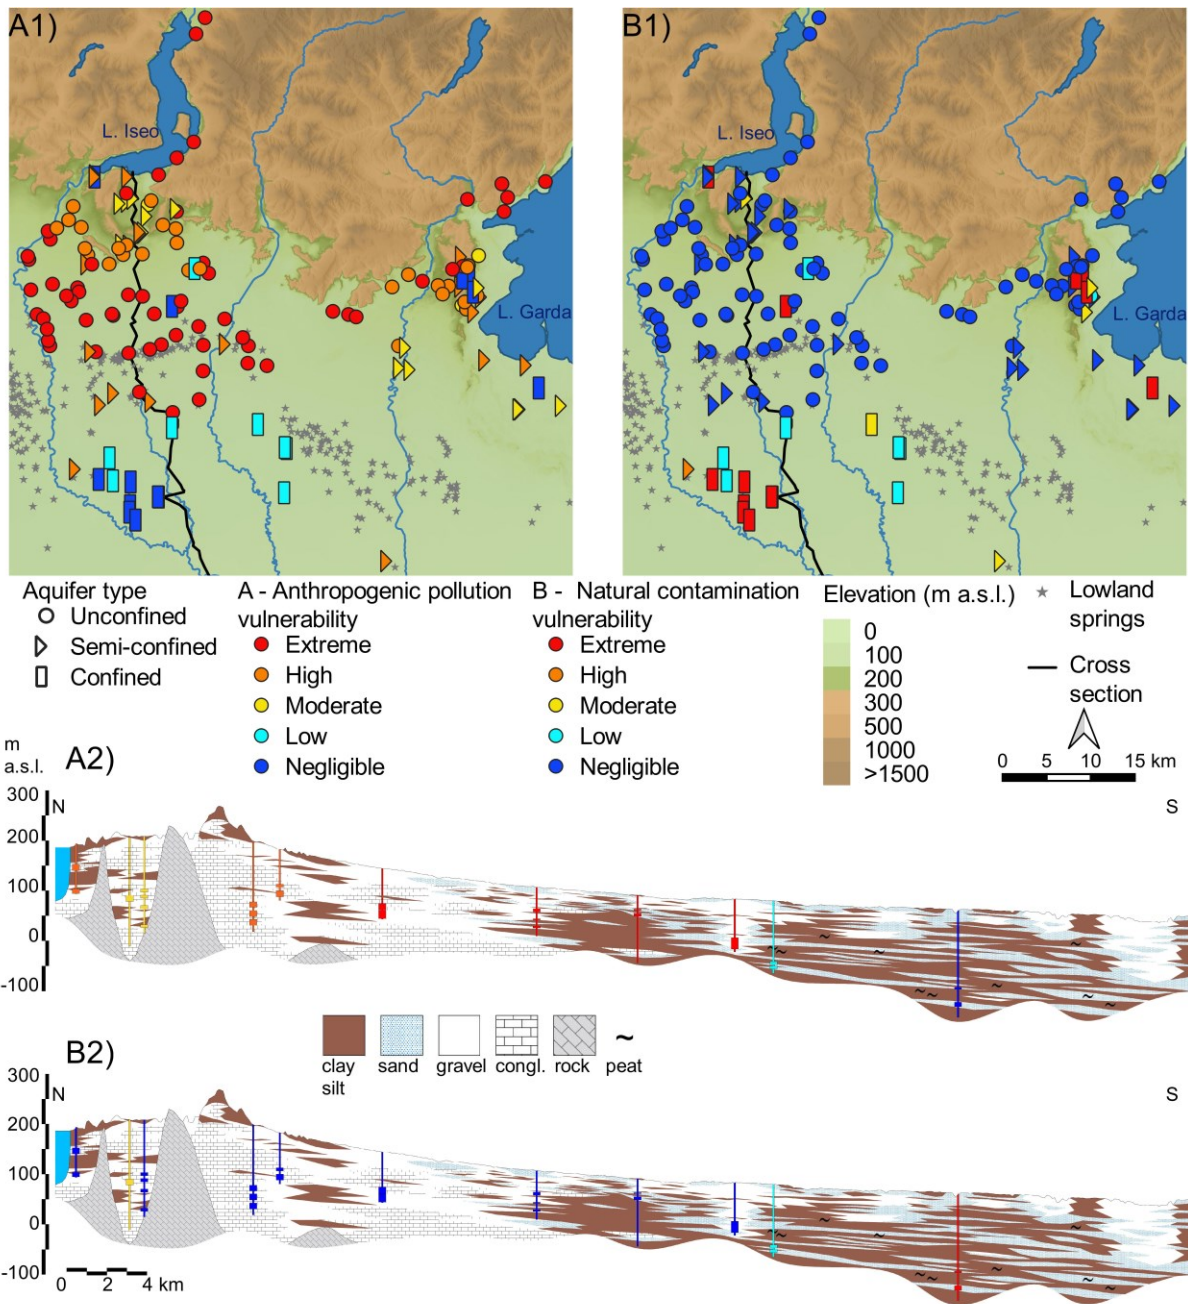 A1)
L. Iseo
L. Garda
B1)
L. Iseo
L. Garda
Aquifer type
Unconfined
Semi-confined
Confined
A - Anthropogenic pollution
vulnerability
Extreme
High
Moderate
Low
Negligible
B - Natural contamination
vulnerability
Extreme
High
Moderate
Low
Negligible
Elevation (m a.s.l.)
0
100
200
300
500
1000
>1500
Lowland
springs
Cross
section
0 5 10 15 km
m
a.s.l.
A2)
300
200
100
0
-100
N
S
clay
silt
sand
gravel
congl.
rock
~
peat
B2)
300
200
100
0
-100
N
S
0 2 4 km